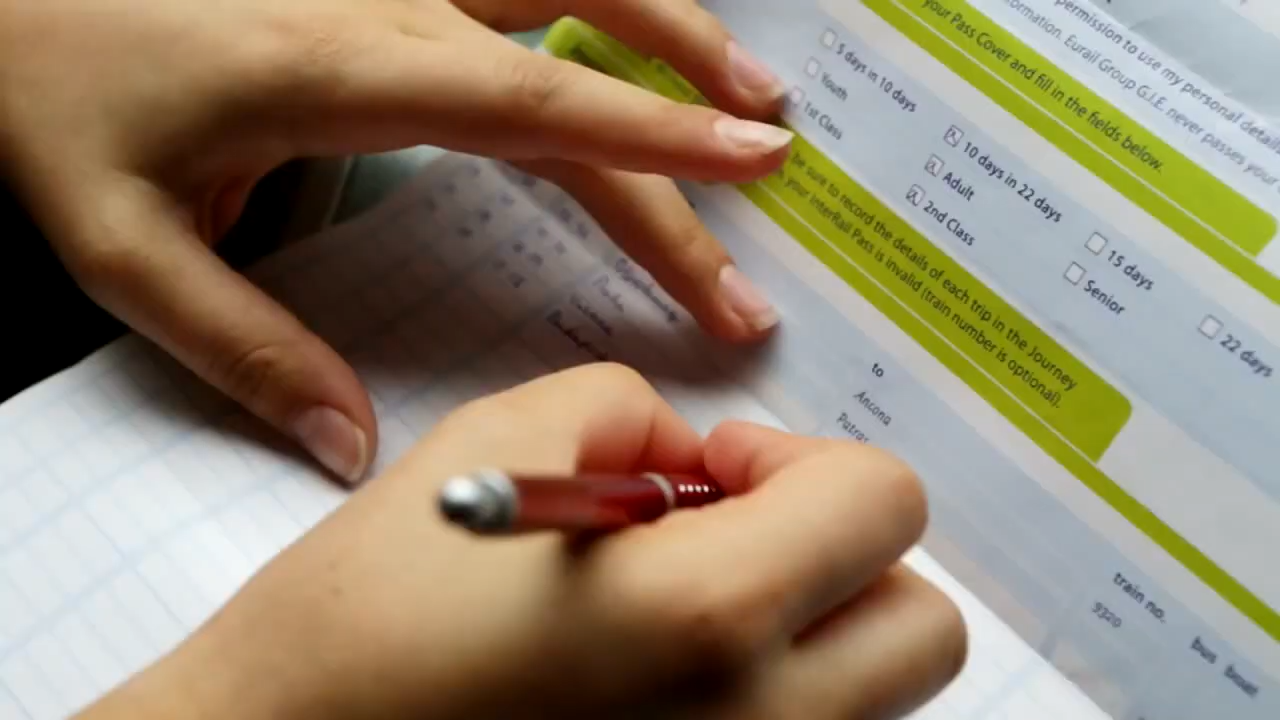 permission to use my personal details
formation. Eurail Group G.I.E. never passes your
your Pass Cover and fill in the fields below.
5 days in 10 days
10 days in 22 days
15 days
22 days
Youth
Adult
Senior
1st Class
2nd Class
be sure to record the details of each trip in the Journey
your InterRail Pass is invalid (train number is optional).
to
Ancona
Patras
train no.
bus
boat
9320